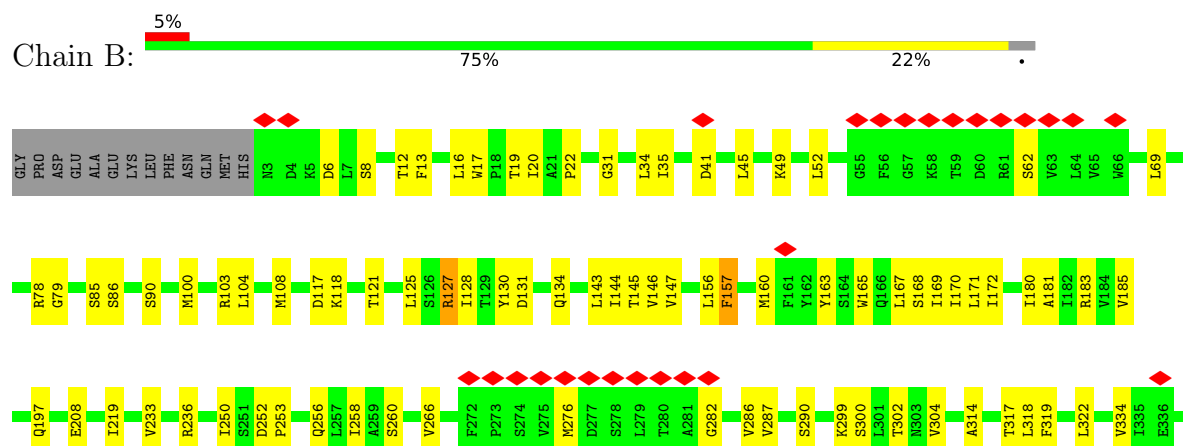 5%
Chain B:
75% 22% •
GLY PRO ASP GLU ALA GLU LYS LEU PHE ASN GLN MET HIS N3 D4 K5 D6 L7 S8 T12 F13 L16 W17 P18 T19 I20 A21 P22 G31 L34 I35 D41 L45 K49 L52 G55 F56 G57 K58 T59 D60 R61 S62 V63 L64 V65 W66 L69
R78 G79 S85 S86 S90 M100 R103 L104 M108 D117 K118 T121 L125 S126 R127 I128 T129 Y130 D131 Q134 L143 I144 T145 V146 V147 L156 F157 M160 F161 Y162 Y163 S164 W165 Q166 L167 S168 I169 I170 L171 I172 I180 A181 I182 R183 V184 V185
Q197 E208 I219 V233 R236 I250 S251 D252 P253 Q256 L257 I258 A259 S260 V266 F272 P273 S274 V275 M276 D277 S278 L279 T280 A281 G282 V286 V287 S290 K299 S300 L301 T302 N303 V304 A314 T317 L318 F319 L322 V334 I335 E336